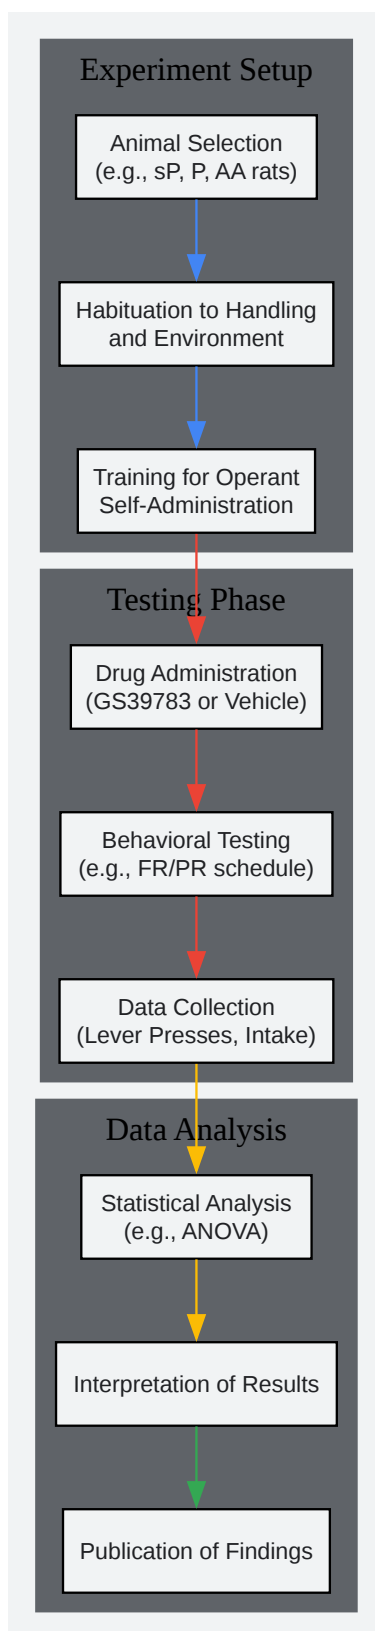 Experiment Setup
Animal Selection
(e.g., sP, P, AA rats)
Habituation to Handling
and Environment
Training for Operant
Self-Administration
Testing Phase
Drug Administration
(GS39783 or Vehicle)
Behavioral Testing
(e.g., FR/PR schedule)
Data Collection
(Lever Presses, Intake)
Data Analysis
Statistical Analysis
(e.g., ANOVA)
Interpretation of Results
Publication of Findings